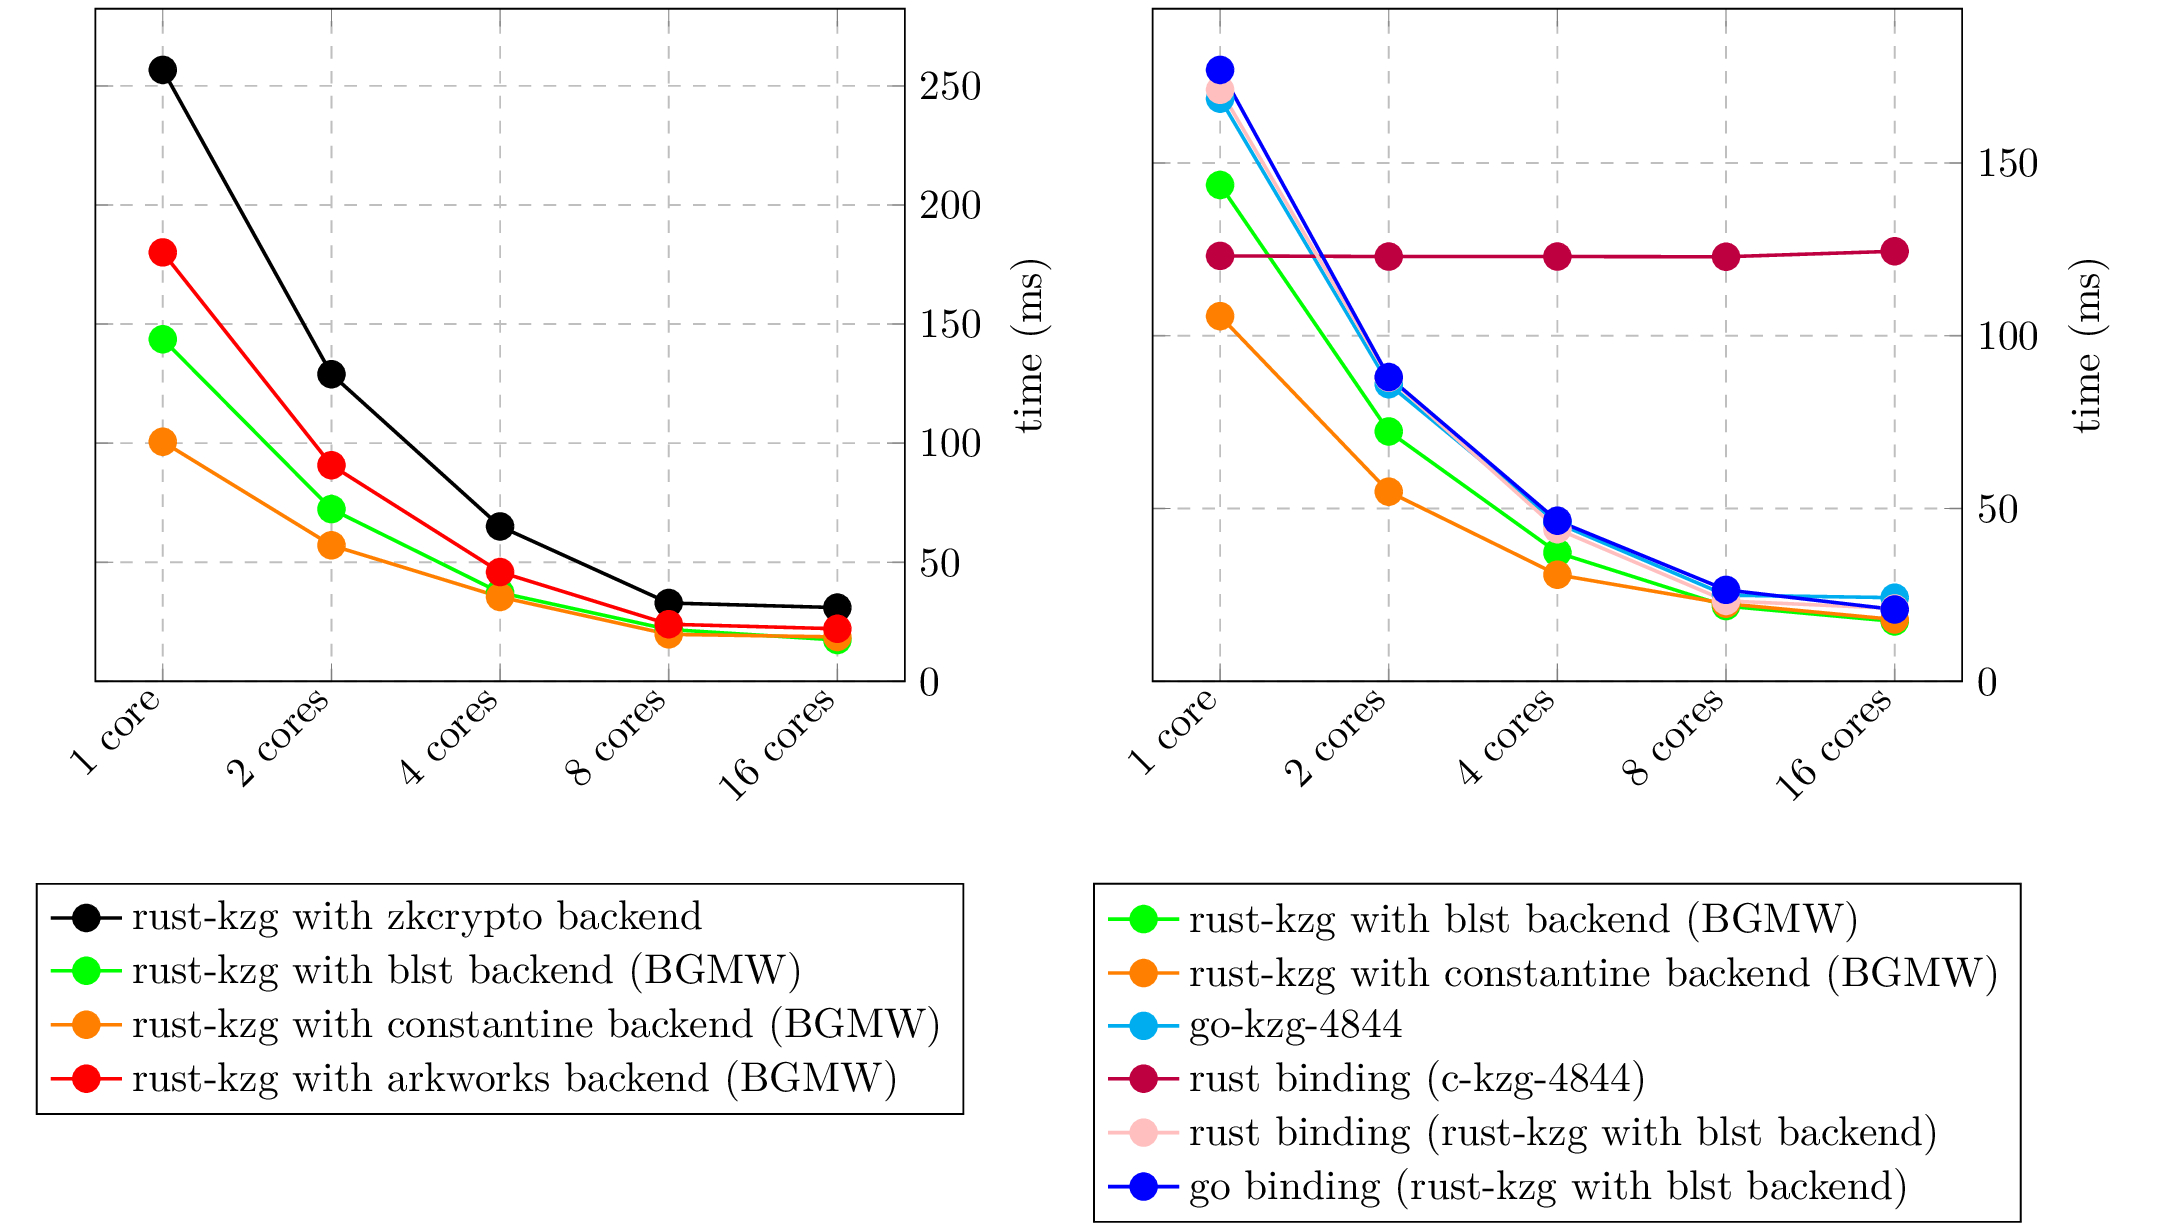 250
200
150
100
50
0
time (ms)
1 core
2 cores
4 cores
8 cores
16 cores
rust-kzg with zkcrypto backend
rust-kzg with blst backend (BGMW)
rust-kzg with constantine backend (BGMW)
rust-kzg with arkworks backend (BGMW)
150
100
50
0
time (ms)
1 core
2 cores
4 cores
8 cores
16 cores
rust-kzg with blst backend (BGMW)
rust-kzg with constantine backend (BGMW)
go-kzg-4844
rust binding (c-kzg-4844)
rust binding (rust-kzg with blst backend)
go binding (rust-kzg with blst backend)